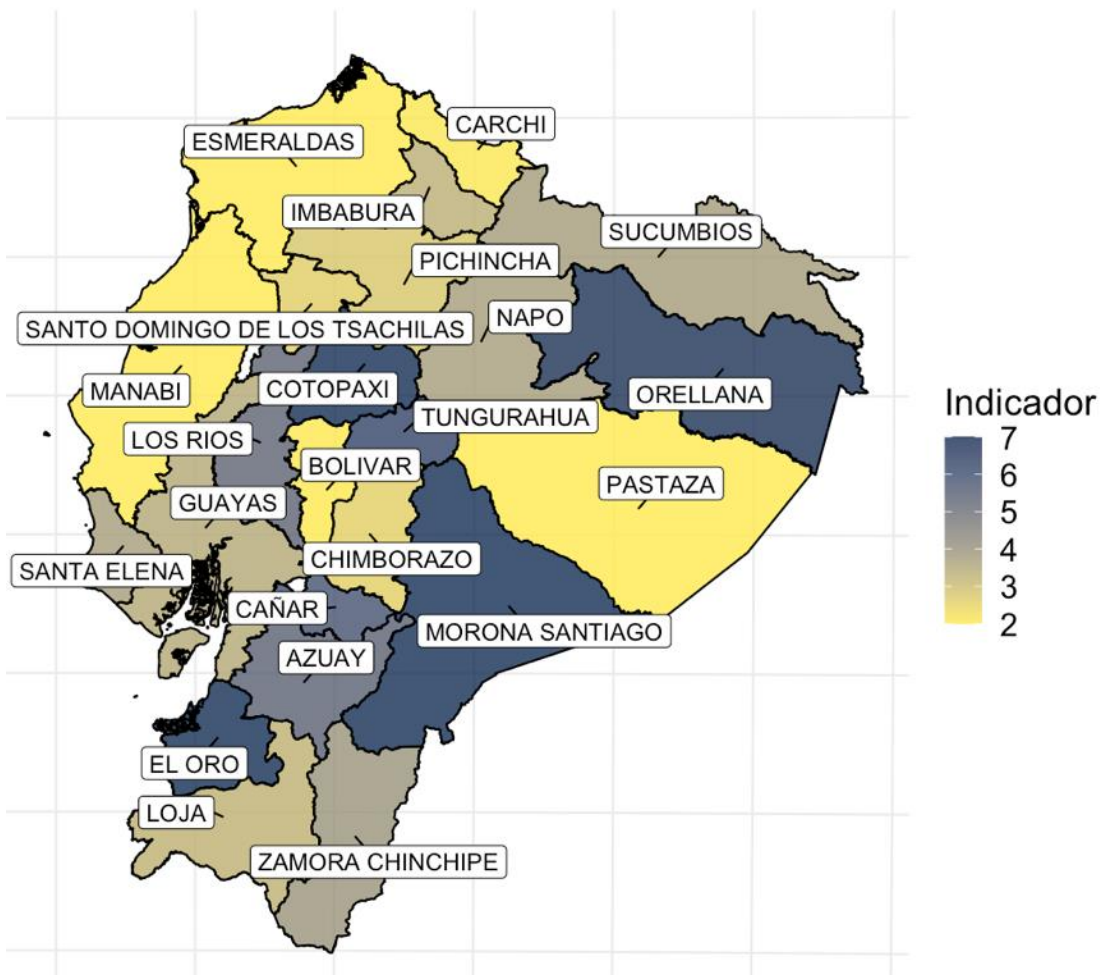 CARCHI
ESMERALDAS
IMBABURA
SUCUMBIOS
PICHINCHA
NAPO
SANTO DOMINGO DE LOS TSACHILAS
COTOPAXI
MANABI
ORELLANA
TUNGURAHUA
LOS RIOS
BOLIVAR
PASTAZA
GUAYAS
CHIMBORAZO
SANTA ELENA
CAÑAR
MORONA SANTIAGO
AZUAY
EL ORO
LOJA
ZAMORA CHINCHIPE
Indicador
7
6
5
4
3
2